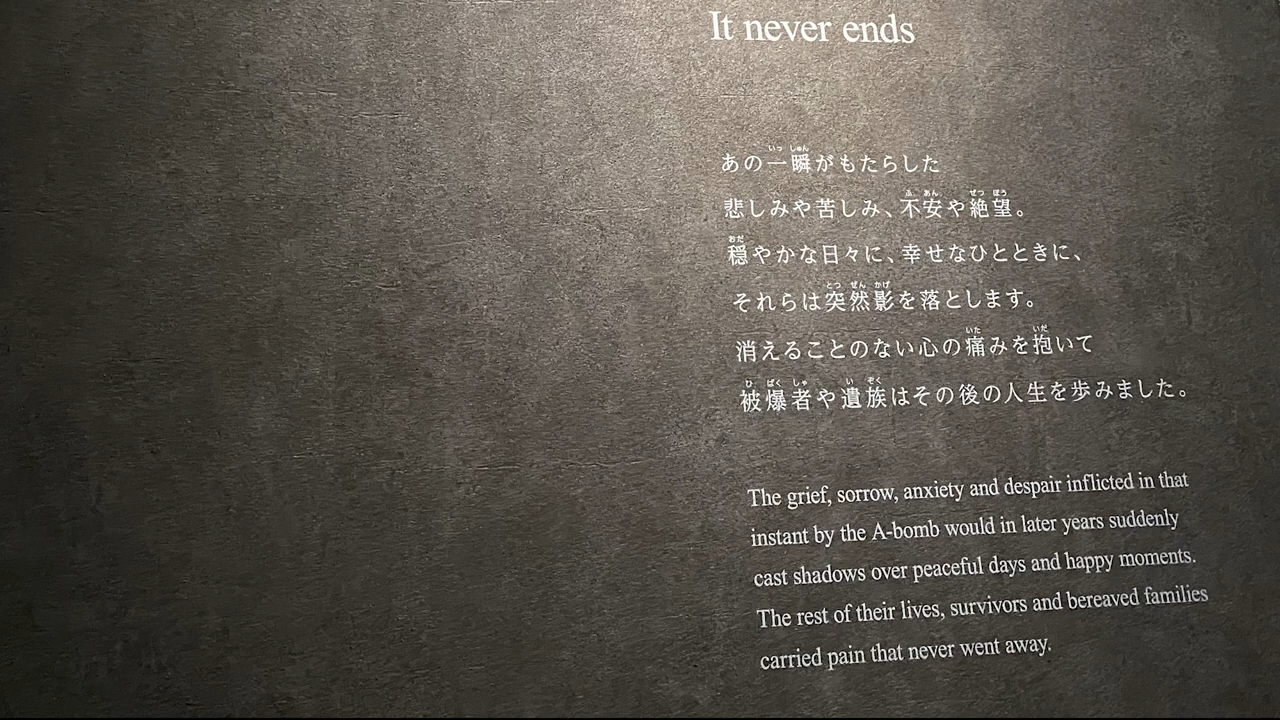 It never ends
あの一瞬がもたらした
悲しみや苦しみ、不安や絶望。
穏やかな日々に、幸せなひとときに、
それらは突然影を落とします。
消えることのない心の痛みを抱いて
被爆者や遺族はその後の人生を歩みました。
The grief, sorrow, anxiety and despair inflicted in that
instant by the A-bomb would in later years suddenly
cast shadows over peaceful days and happy moments.
The rest of their lives, survivors and bereaved families
carried pain that never went away.